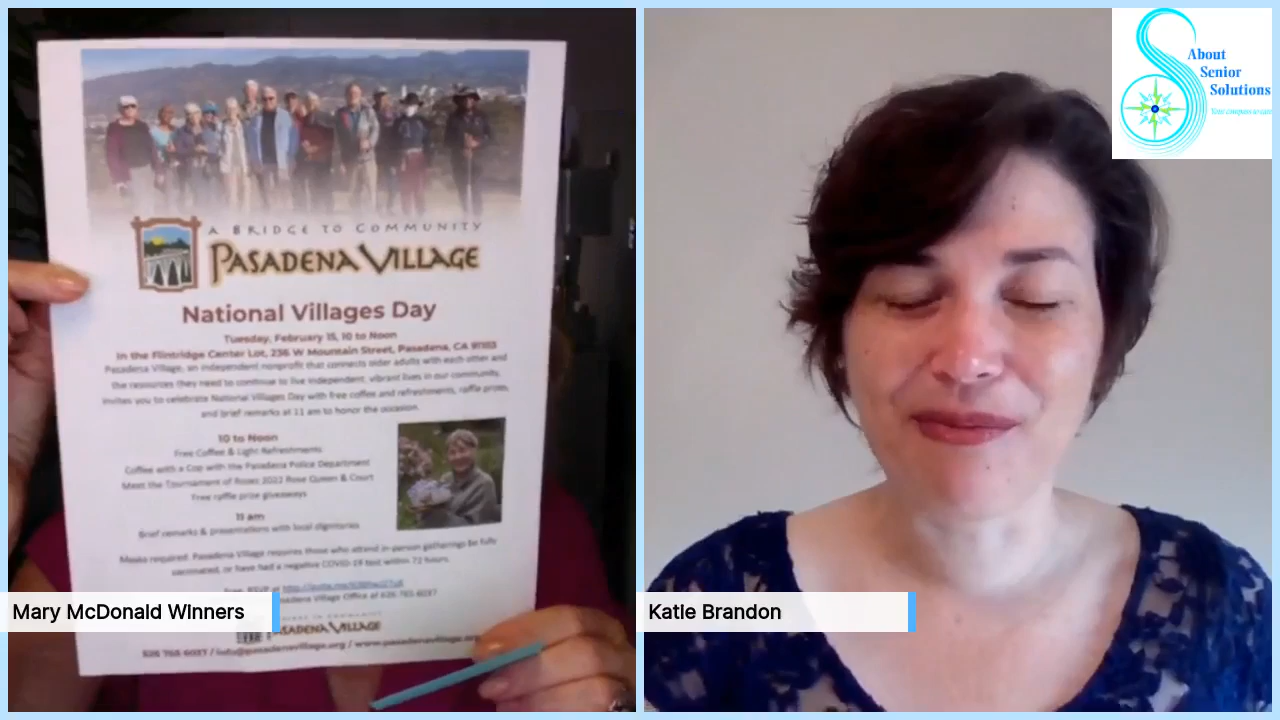 A BRIDGE TO COMMUNITY
PASADENA VILLAGE
National Villages Day
Tuesday, February 15, 10 to Noon
In the Flintridge Center Lot, 236 W Mountain Street, Pasadena, CA 91103
Pasadena Village, an independent nonprofit that connects older adults with each other and
the resources they need to continue to live independent, vibrant lives in our community,
invites you to celebrate National Villages Day with free coffee and refreshments, raffle prizes
and brief remarks at 11 am to honor the occasion.
10 to Noon
Free Coffee & Light Refreshments
Coffee with a Cop with the Pasadena Police Department
Meet the Tournament of Roses 2022 Rose Queen & Court
Free raffle prize giveaways
11 am
Brief remarks & presentations with local dignitaries
Masks required. Pasadena Village requires those who attend in-person gatherings be fully
vaccinated, or have had a negative COVID-19 test within 72 hours.
Free. RSVP at
Pasadena Village Office at 626.765.6037
PASADENA VILLAGE
626 765 6037 / info@pasadenavillage.org / www.pasadenavillage.org
Mary McDonald WInners
About
Senior
Solutions
KatIe Brandon